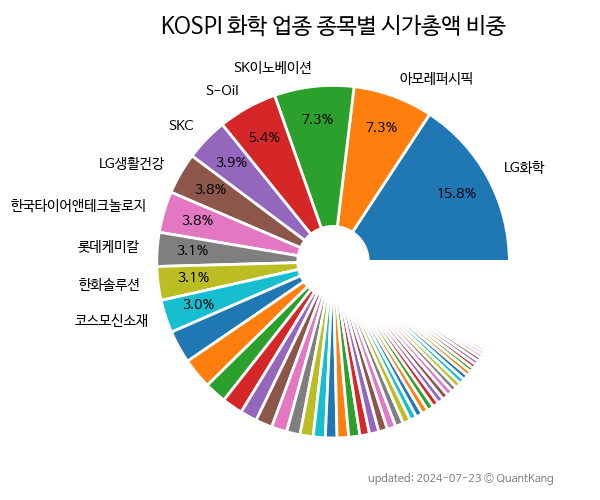 KOSPI 화학 업종 종목별 시가총액 비중
SK이노베이션
아모레퍼시픽
S-Oil
SKC
LG생활건강
LG화학
한국타이어앤테크놀로지
롯데케미칼
한화솔루션
코스모신소재
7.3%
7.3%
5.4%
3.9%
3.8%
15.8%
3.8%
3.1%
3.1%
3.0%
updated: 2024-07-23 © QuantKang